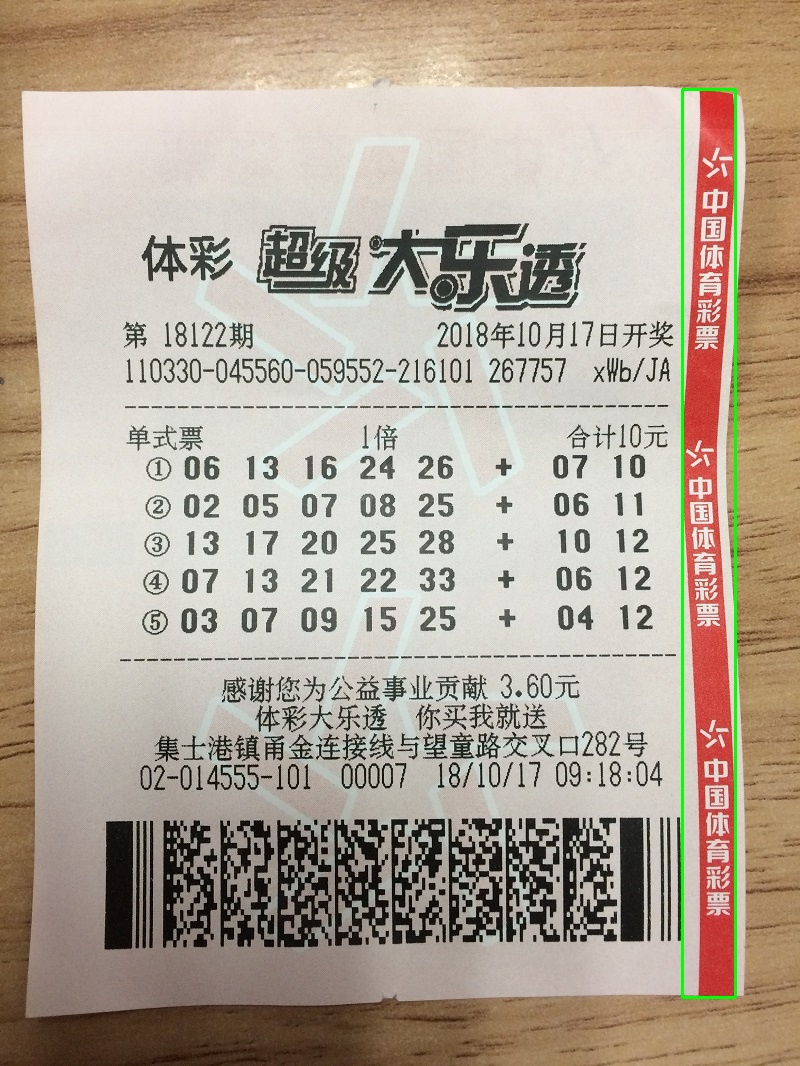 体彩 超级大乐透
第 18122期 2018年10月17日开奖
110330-045560-059552-216101 267757 xWb/JA
单式票 1倍 合计10元
① 06 13 16 24 26 + 07 10
② 02 05 07 08 25 + 06 11
③ 13 17 20 25 28 + 10 12
④ 07 13 21 22 33 + 06 12
⑤ 03 07 09 15 25 + 04 12
感谢您为公益事业贡献 3.60元
体彩大乐透 你买我就送
集士港镇甬金连接线与望童路交叉口282号
02-014555-101 00007 18/10/17 09:18:04
中国体育彩票
中国体育彩票
中国体育彩票